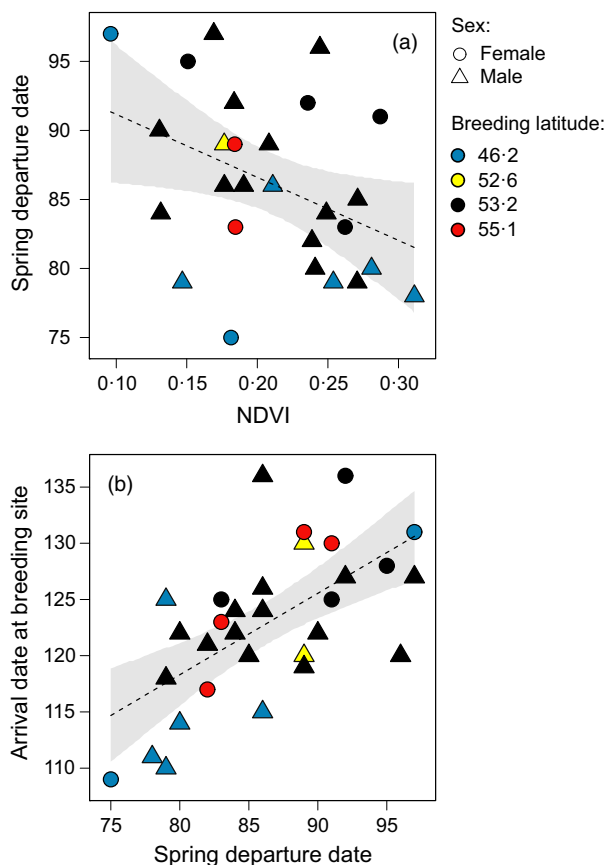 (a)
95
90
85
80
75
Spring departure date
0·10 0·15 0·20 0·25 0·30
NDVI
Sex:
Female
Male
Breeding latitude:
46·2
52·6
53·2
55·1
(b)
135
130
125
120
115
110
Arrival date at breeding site
75 80 85 90 95
Spring departure date